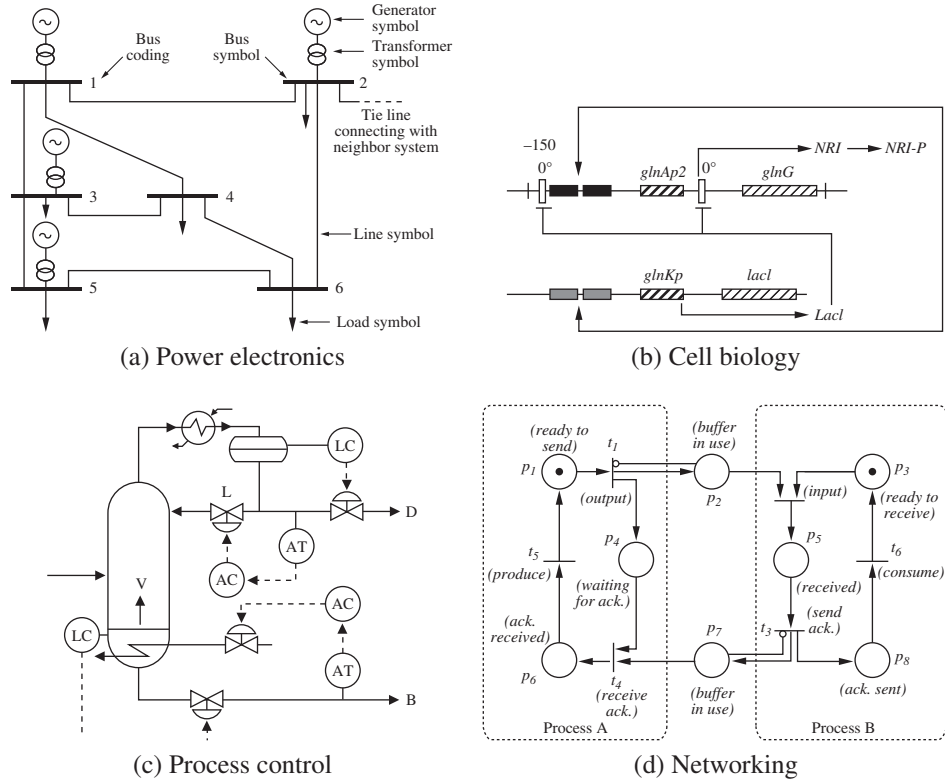 Generator
symbol
Transformer
symbol
Bus
coding
Bus
symbol
1
2
Tie line
connecting with
neighbor system
3
4
Line symbol
5
6
Load symbol
(a) Power electronics
–150
0°
glnAp2
0°
glnG
NRI
NRI-P
glnKp
lacl
Lacl
(b) Cell biology
LC
L
D
AT
AC
V
AC
LC
AT
B
(c) Process control
(ready to
send)
t1
(buffer
in use)
p1
p2
p3
(output)
(input)
(ready to
receive)
p4
p5
t5
(produce)
t6
(consume)
(waiting
for ack.)
(received)
(ack.
received)
(send
ack.)
t3
p7
p6
t4
p8
(receive
ack.)
(buffer
in use)
(ack. sent)
Process A
Process B
(d) Networking